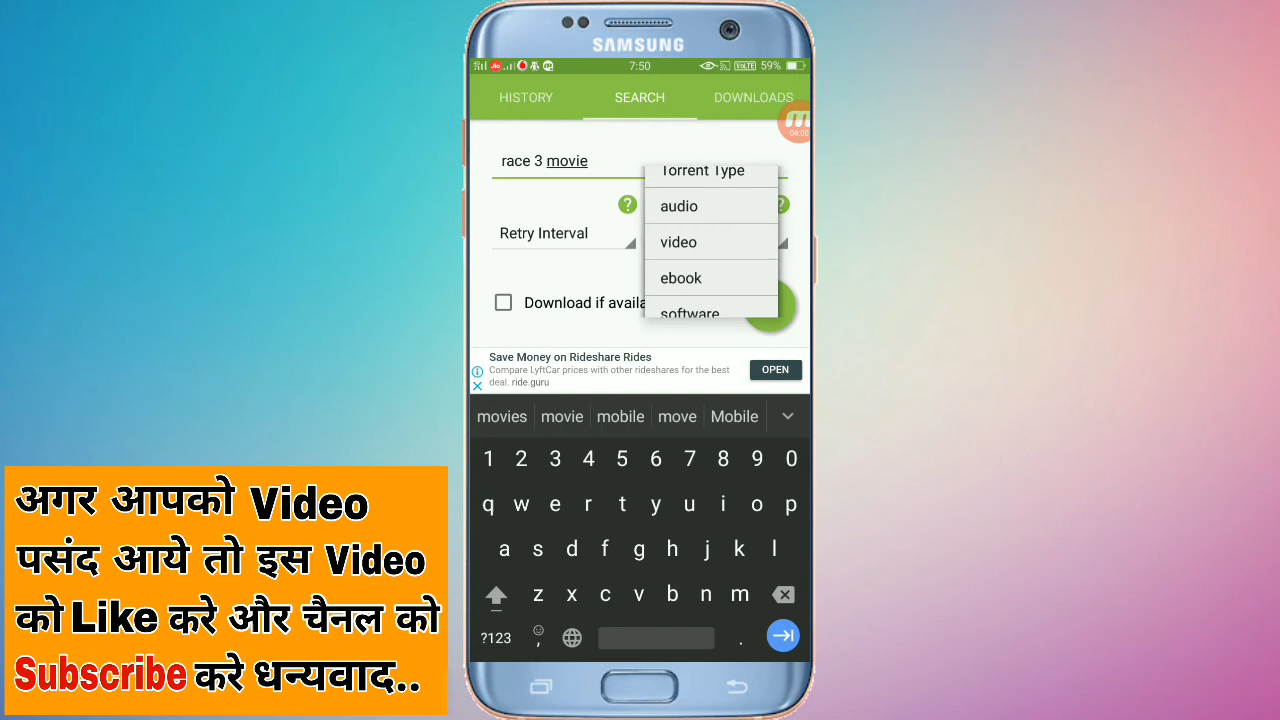 SAMSUNG
7:50
VoLTE 59%
HISTORY SEARCH DOWNLOADS
04:00
race 3 movie
Torrent Type
audio
video
ebook
software
?
?
Retry Interval
Download if availa
Save Money on Rideshare Rides
Compare LyftCar prices with other rideshares for the best
deal. ride.guru
OPEN
movies movie mobile move Mobile
1 2 3 4 5 6 7 8 9 0
q w e r t y u i o p
a s d f g h j k l
z x c v b n m
?123 , .
अगर आपको Video
पसंद आये तो इस Video
को Like करे और चैनल को
Subscribe करे धन्यवाद..